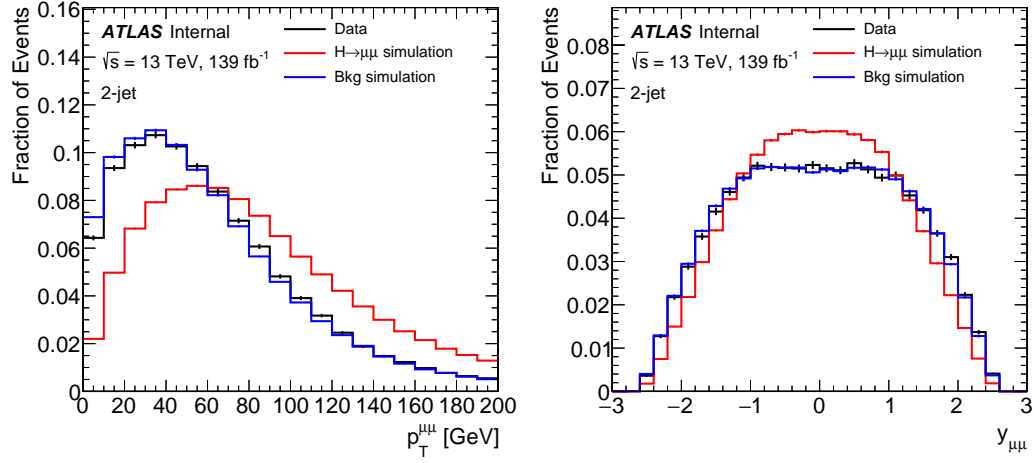 ATLAS Internal
√s = 13 TeV, 139 fb⁻¹
2-jet
Data
H→μμ simulation
Bkg simulation
Fraction of Events
0.16
0.14
0.12
0.1
0.08
0.06
0.04
0.02
0
0 20 40 60 80 100 120 140 160 180 200
p_T^μμ [GeV]
ATLAS Internal
√s = 13 TeV, 139 fb⁻¹
2-jet
Data
H→μμ simulation
Bkg simulation
Fraction of Events
0.08
0.07
0.06
0.05
0.04
0.03
0.02
0.01
0
−3 −2 −1 0 1 2 3
y_μμ